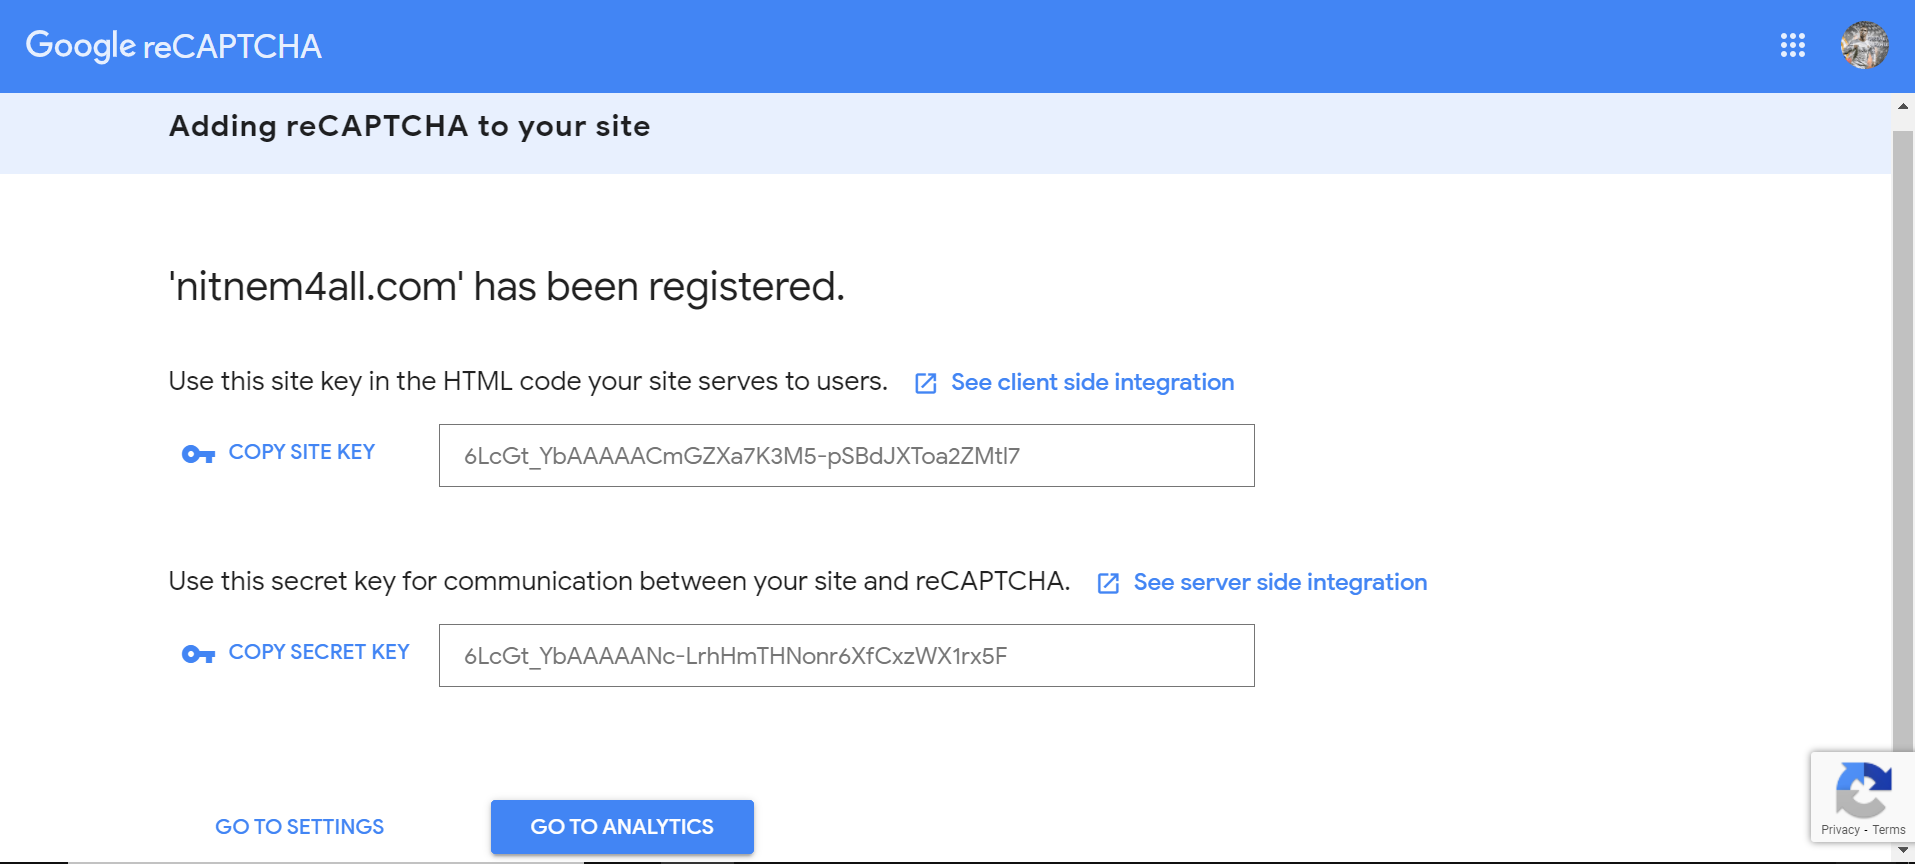 Google reCAPTCHA
Adding reCAPTCHA to your site
'nitnem4all.com' has been registered.
Use this site key in the HTML code your site serves to users. See client side integration
COPY SITE KEY 6LcGt_YbAAAAACmGZXa7K3M5-pSBdJXToa2ZMtl7
Use this secret key for communication between your site and reCAPTCHA. See server side integration
COPY SECRET KEY 6LcGt_YbAAAAANc-LrhHmTHNonr6XfCxzWX1rx5F
GO TO SETTINGS GO TO ANALYTICS
Privacy - Terms